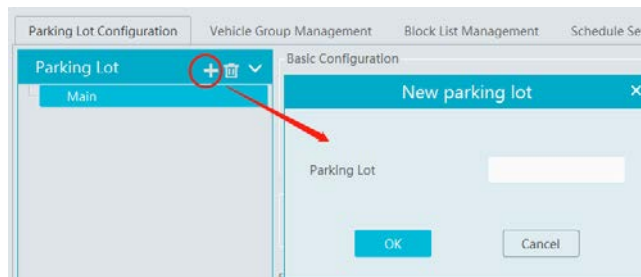 Parking Lot Configuration Vehicle Group Management Block List Management Schedule Se
Parking Lot
Main
Basic Configuration
New parking lot
Parking Lot
OK Cancel